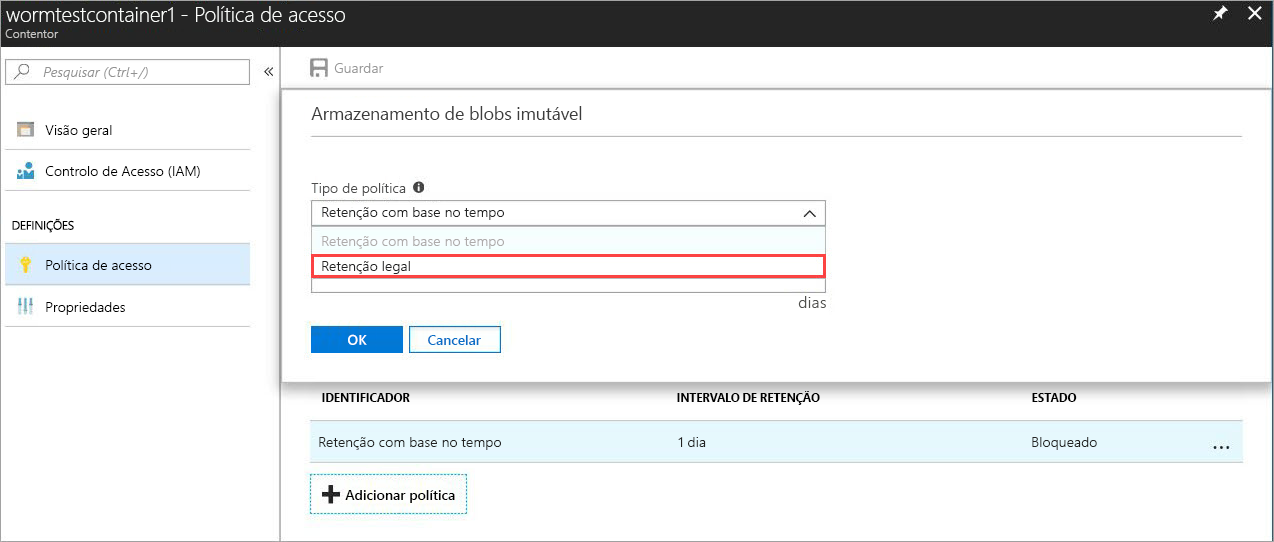 wormtestcontainer1 - Política de acesso
Contentor
Pesquisar (Ctrl+/)
Visão geral
Controlo de Acesso (IAM)
DEFINIÇÕES
Política de acesso
Propriedades
Guardar
Armazenamento de blobs imutável
Tipo de política
Retenção com base no tempo
Retenção com base no tempo
Retenção legal
dias
OK Cancelar
IDENTIFICADOR INTERVALO DE RETENÇÃO ESTADO
Retenção com base no tempo 1 dia Bloqueado ...
Adicionar política